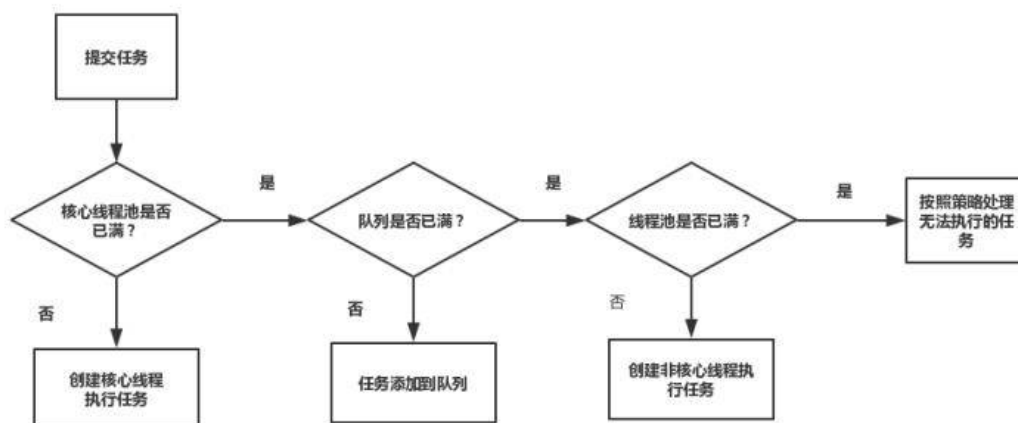 提交任务
核心线程池是否
已满？
是
队列是否已满？
是
线程池是否已满？
是
按照策略处理
无法执行的任
务
否
创建核心线程
执行任务
否
任务添加到队列
否
创建非核心线程执
行任务